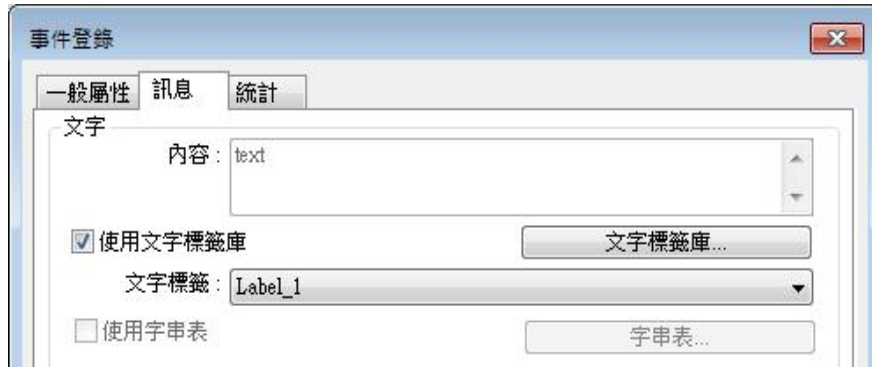 事件登錄
一般屬性 訊息 統計
文字
內容 : text
使用文字標籤庫 文字標籤庫...
文字標籤 : Label_1
使用字串表 字串表...